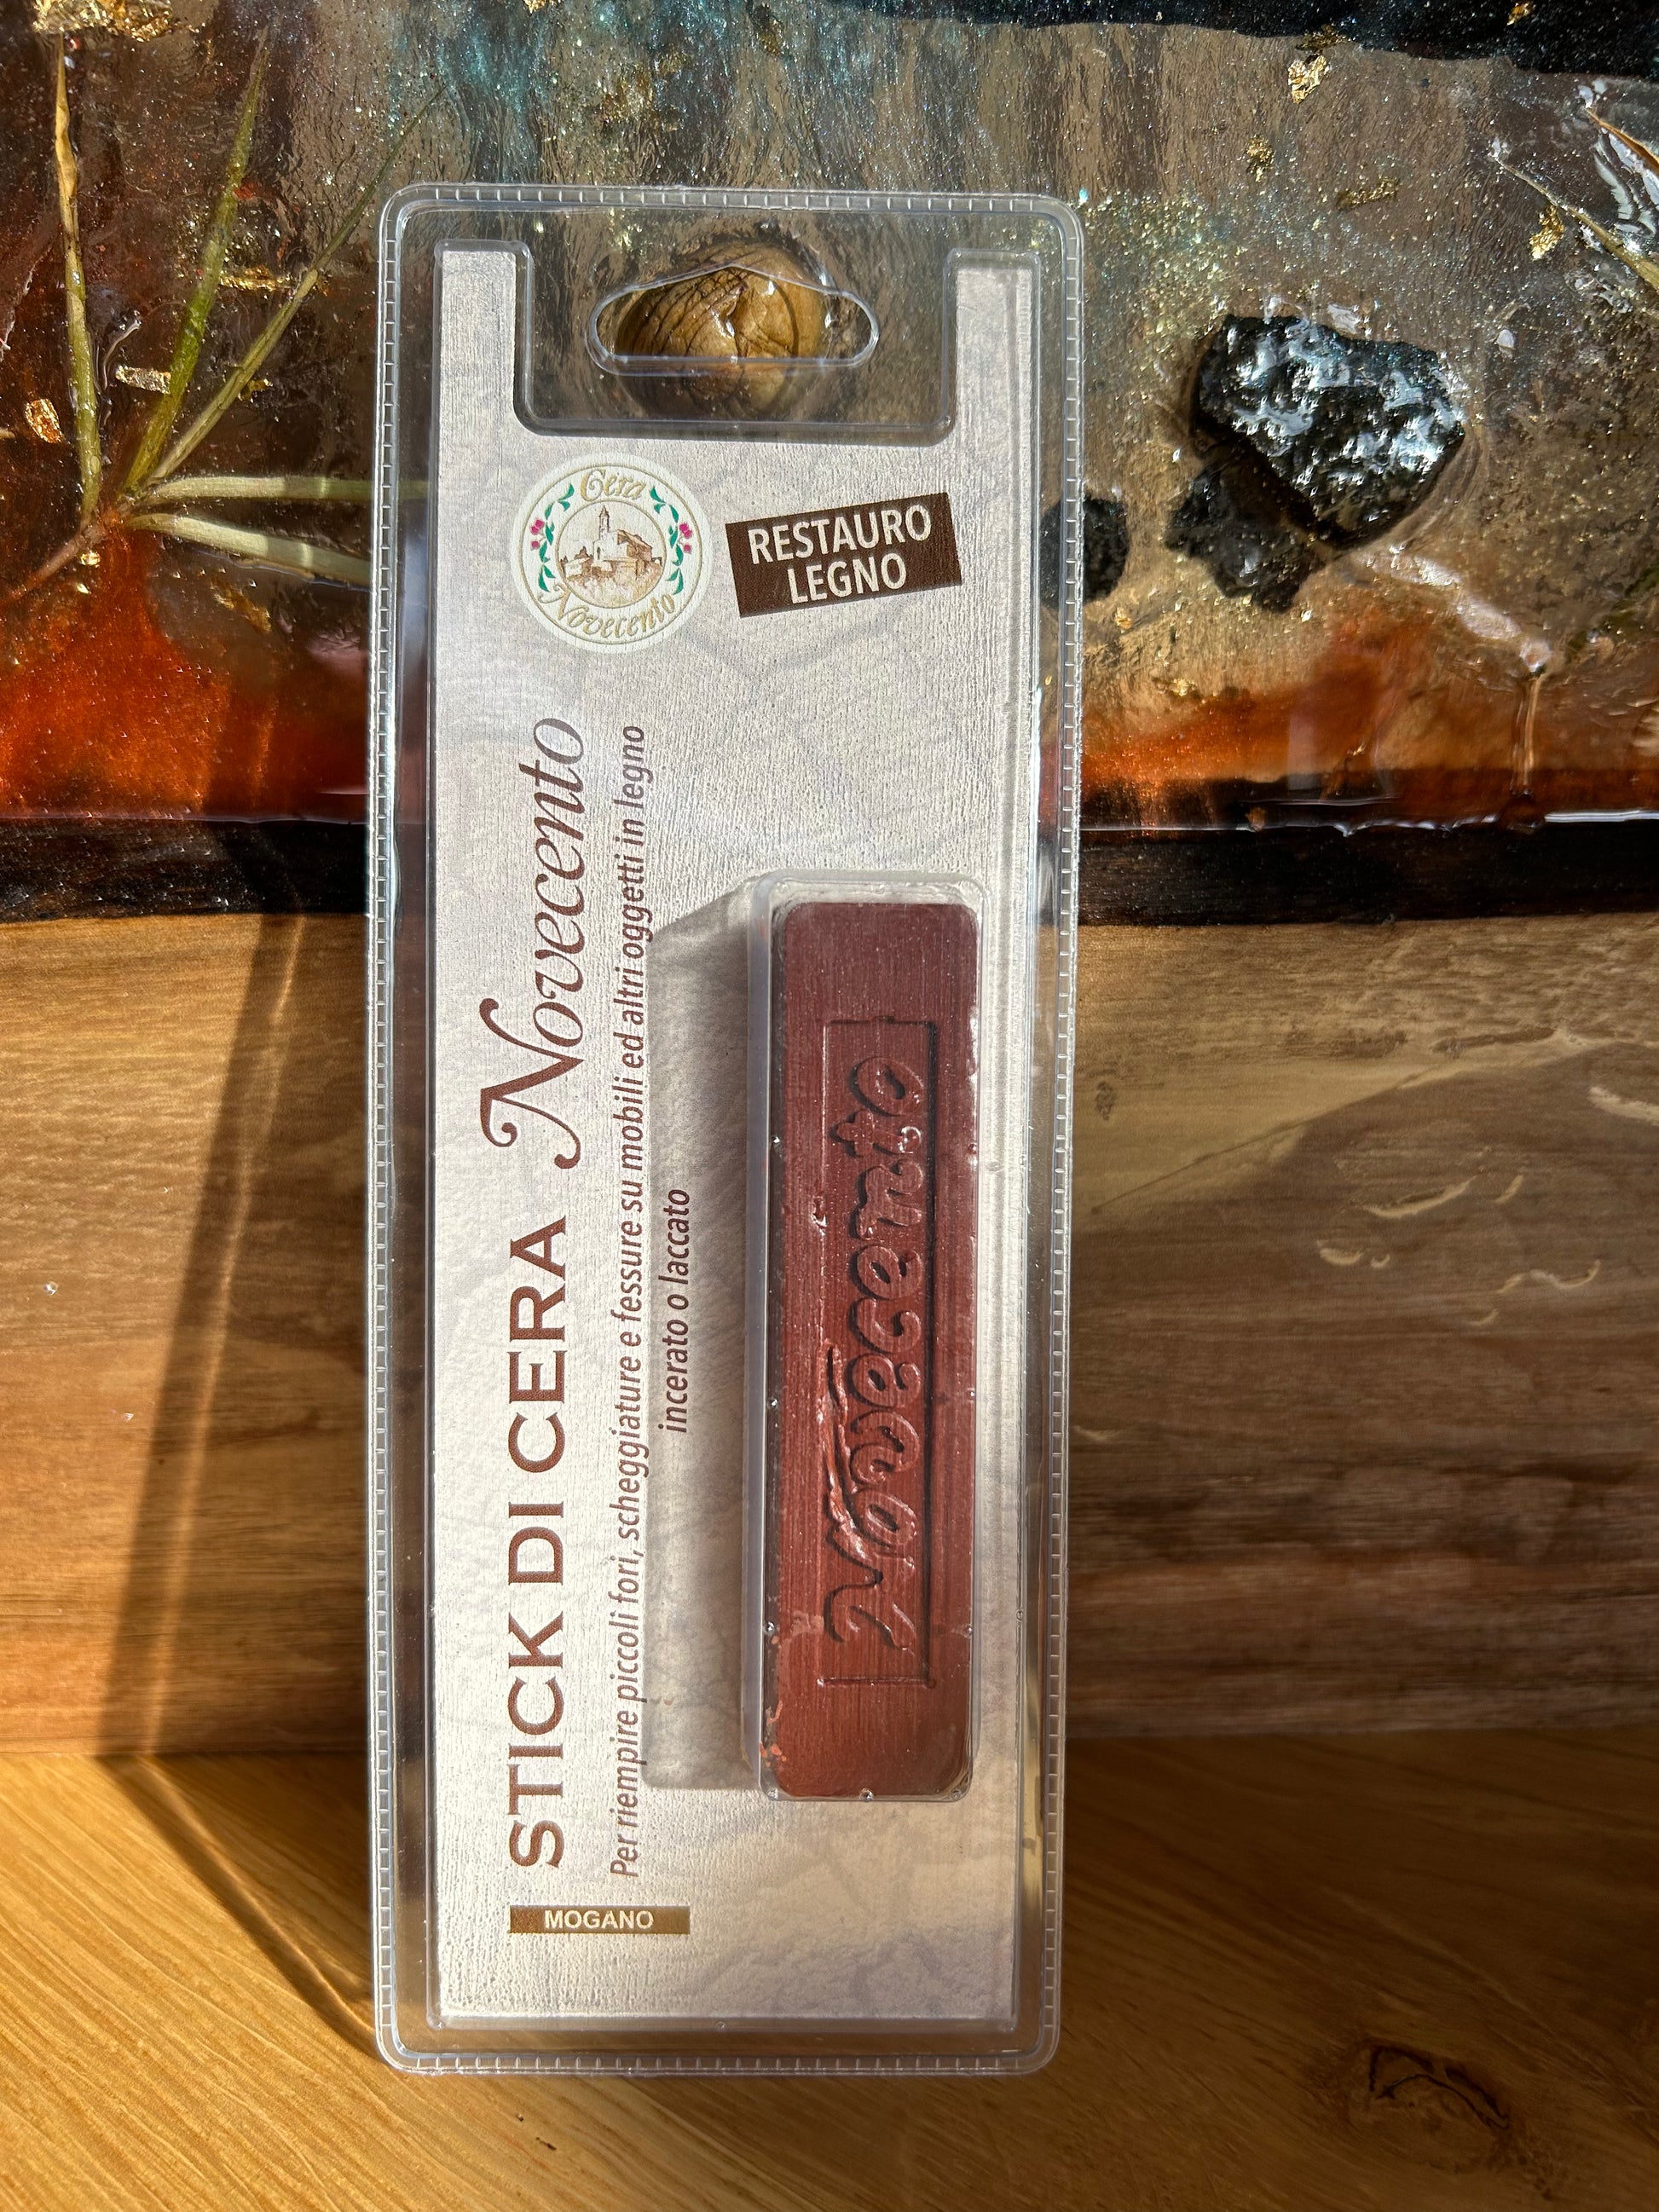 Cera
Novecento
RESTAURO
LEGNO
STICK DI CERA Novecento
Per riempire piccoli fori, scheggiature e fessure su mobili ed altri oggetti in legno
incerato o laccato
Novecento
MOGANO